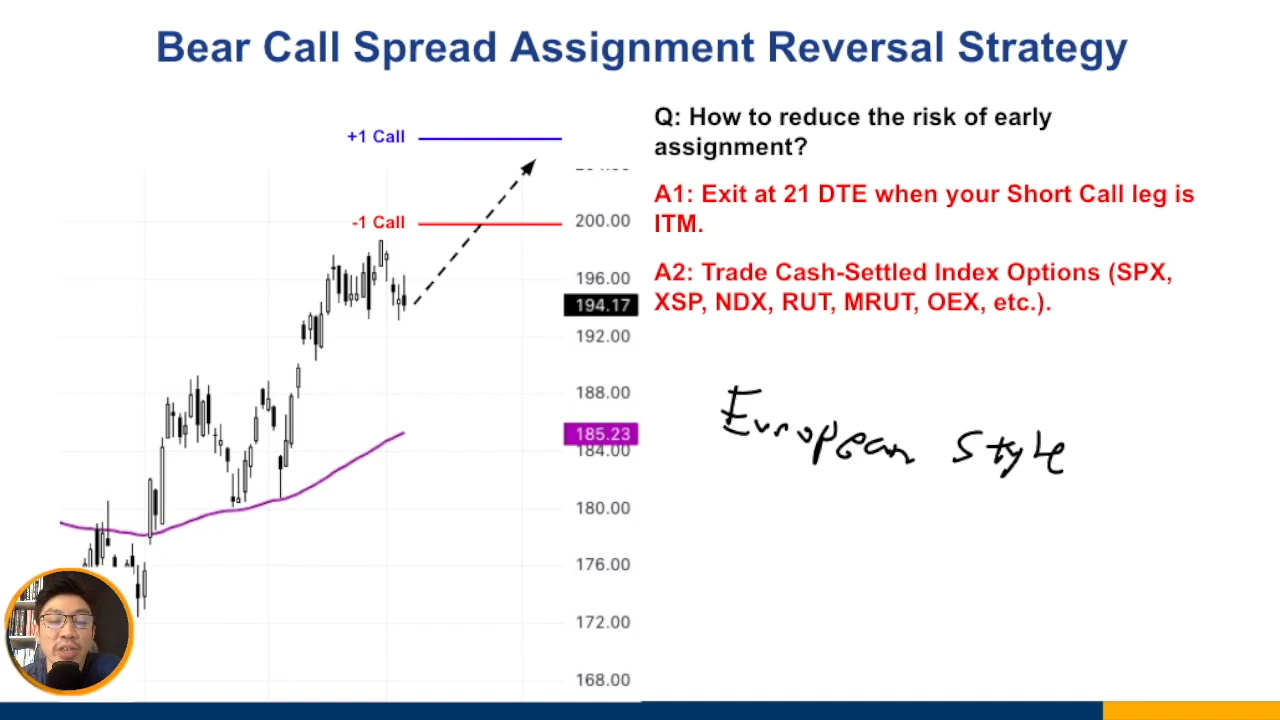 Bear Call Spread Assignment Reversal Strategy
+1 Call
-1 Call
200.00
196.00
194.17
192.00
188.00
185.23
184.00
180.00
176.00
172.00
168.00
Q: How to reduce the risk of early
assignment?
A1: Exit at 21 DTE when your Short Call leg is
ITM.
A2: Trade Cash-Settled Index Options (SPX,
XSP, NDX, RUT, MRUT, OEX, etc.).
European Style